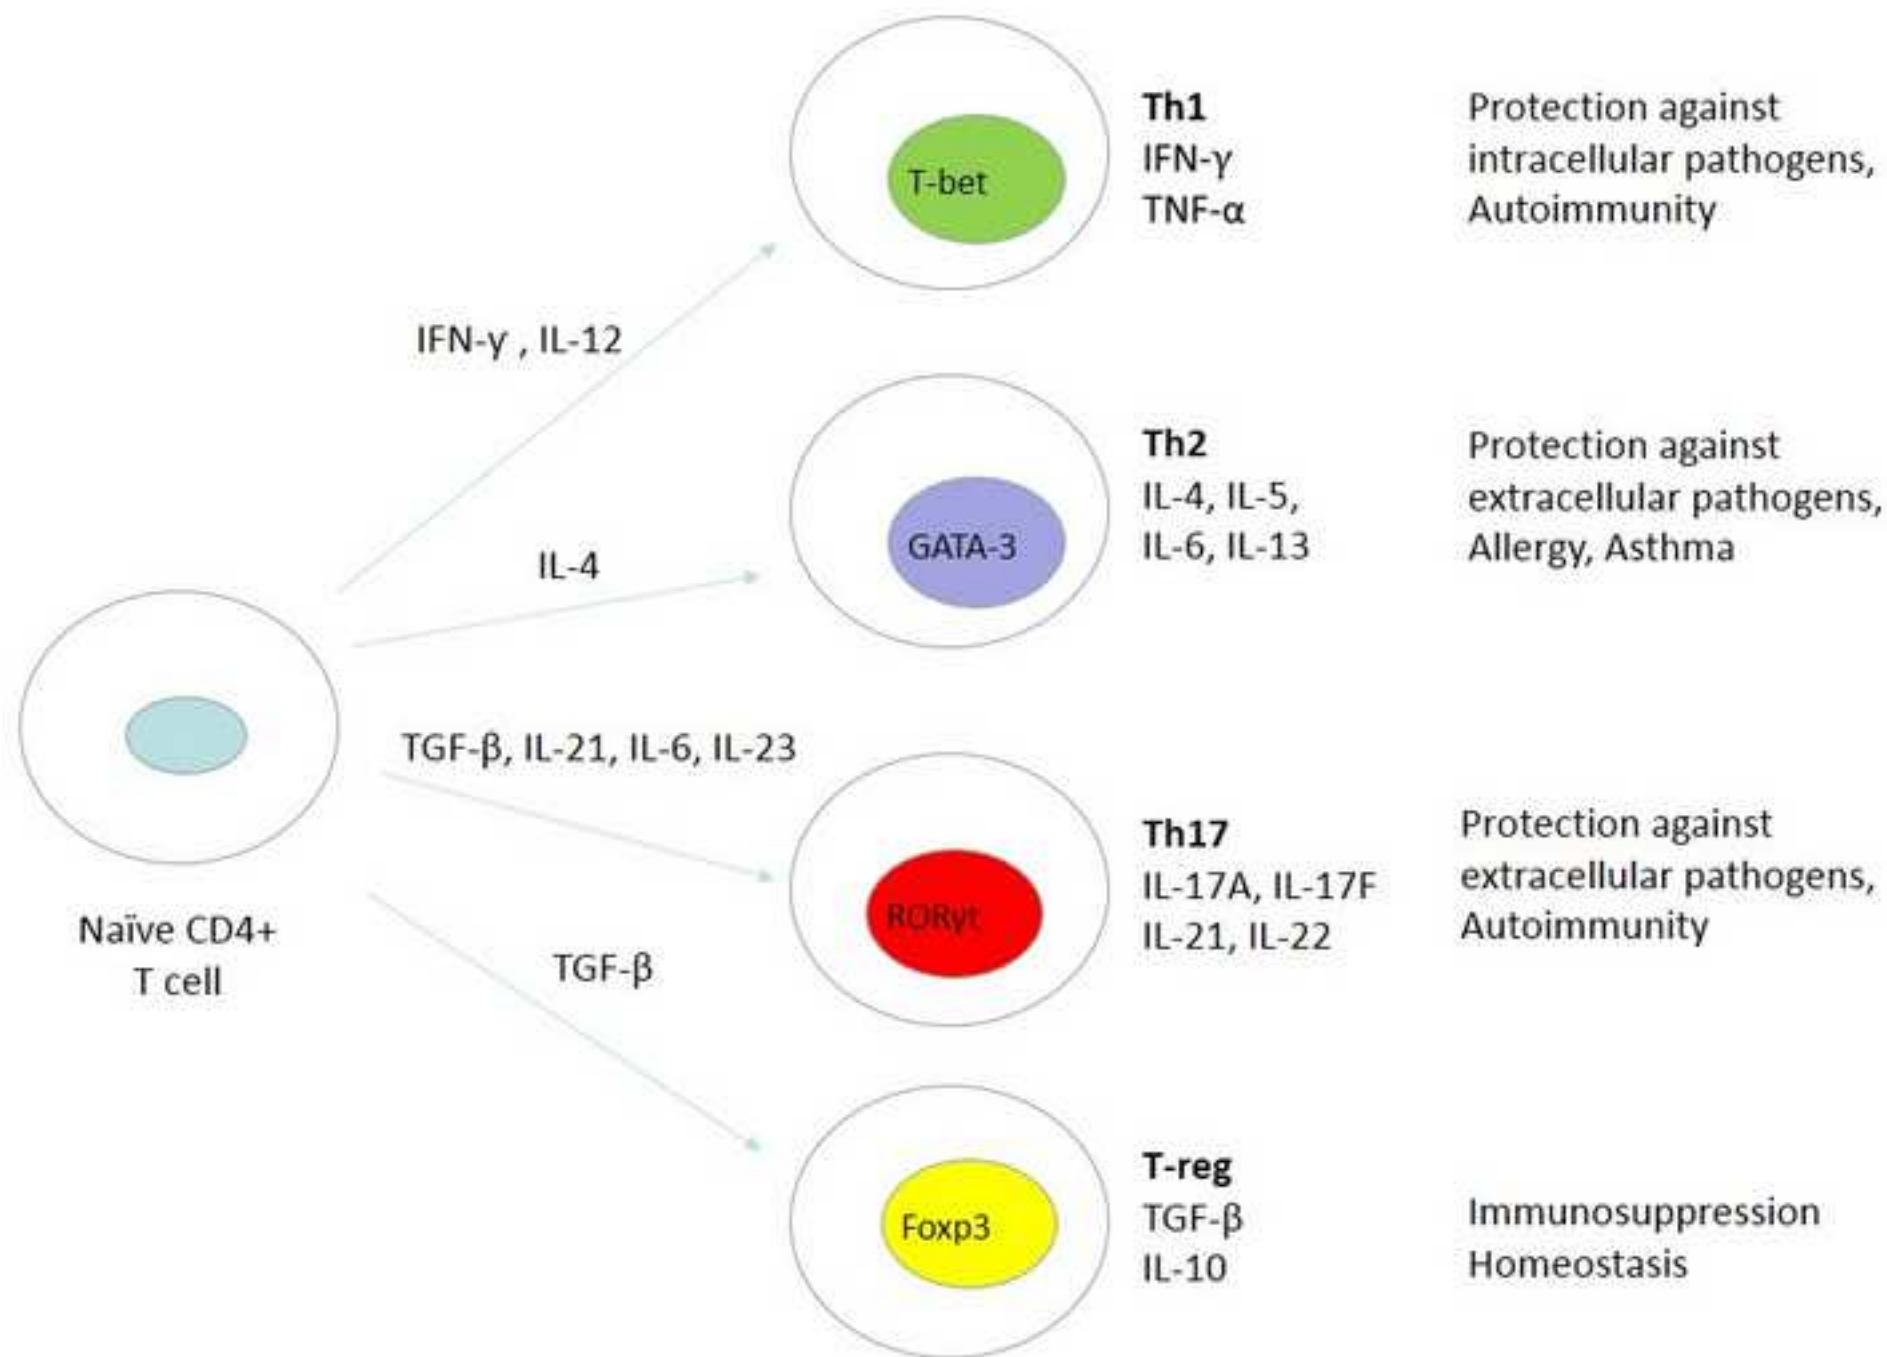 T-bet
Th1
IFN-γ
TNF-α
Protection against
intracellular pathogens,
Autoimmunity
IFN-γ , IL-12
GATA-3
Th2
IL-4, IL-5,
IL-6, IL-13
Protection against
extracellular pathogens,
Allergy, Asthma
IL-4
Naïve CD4+
T cell
TGF-β, IL-21, IL-6, IL-23
RORγt
Th17
IL-17A, IL-17F
IL-21, IL-22
Protection against
extracellular pathogens,
Autoimmunity
TGF-β
Foxp3
T-reg
TGF-β
IL-10
Immunosuppression
Homeostasis